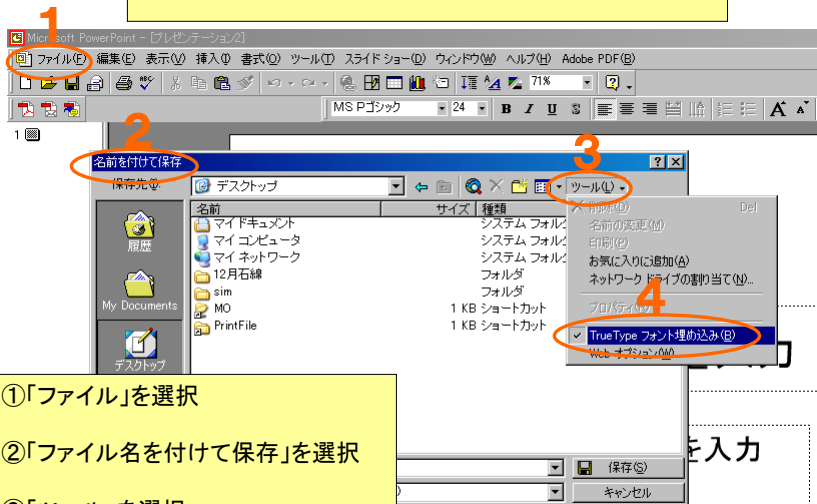 1
Microsoft PowerPoint - [プレゼンテーション2]
ファイル(F) 編集(E) 表示(V) 挿入(I) 書式(O) ツール(T) スライド ショー(D) ウィンドウ(W) ヘルプ(H) Adobe PDF(B)
71%
MS Pゴシック 24 B I U S
1
2
3
名前を付けて保存
保存先(I): デスクトップ ツール(L)
名前 サイズ 種類
マイ ドキュメント システム フォルダ
マイ コンピュータ システム フォルダ
マイ ネットワーク システム フォルダ
12月石綿 フォルダ
sim フォルダ
MO 1 KB ショートカット
PrintFile 1 KB ショートカット
履歴
My Documents
デスクトップ
削除(D) Del
名前の変更(M)
印刷(P)
お気に入りに追加(A)
ネットワーク ドライブの割り当て(N)...
4
プロパティ(R)
TrueType フォント埋め込み(B)
Web オプション(W)
入力
を入力
保存(S)
キャンセル
①「ファイル」を選択
②「ファイル名を付けて保存」を選択